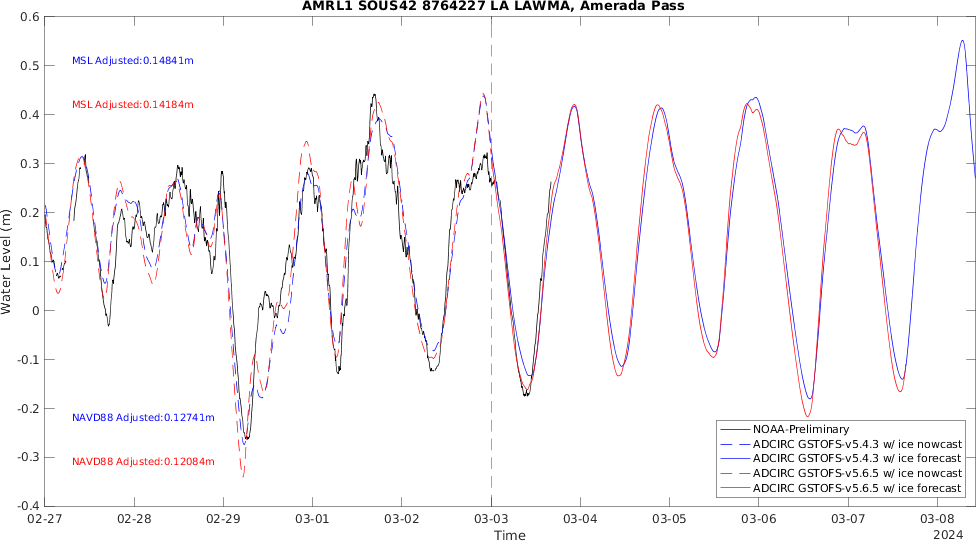 AMRL1 SOUS42 8764227 LA LAWMA, Amerada Pass
0.6
0.5
0.4
0.3
0.2
0.1
0
-0.1
-0.2
-0.3
-0.4
Water Level (m)
MSL Adjusted:0.14841m
MSL Adjusted:0.14184m
NAVD88 Adjusted:0.12741m
NAVD88 Adjusted:0.12084m
NOAA-Preliminary
ADCIRC GSTOFS-v5.4.3 w/ ice nowcast
ADCIRC GSTOFS-v5.4.3 w/ ice forecast
ADCIRC GSTOFS-v5.6.5 w/ ice nowcast
ADCIRC GSTOFS-v5.6.5 w/ ice forecast
02-27 02-28 02-29 03-01 03-02 03-03 03-04 03-05 03-06 03-07 03-08
Time
2024